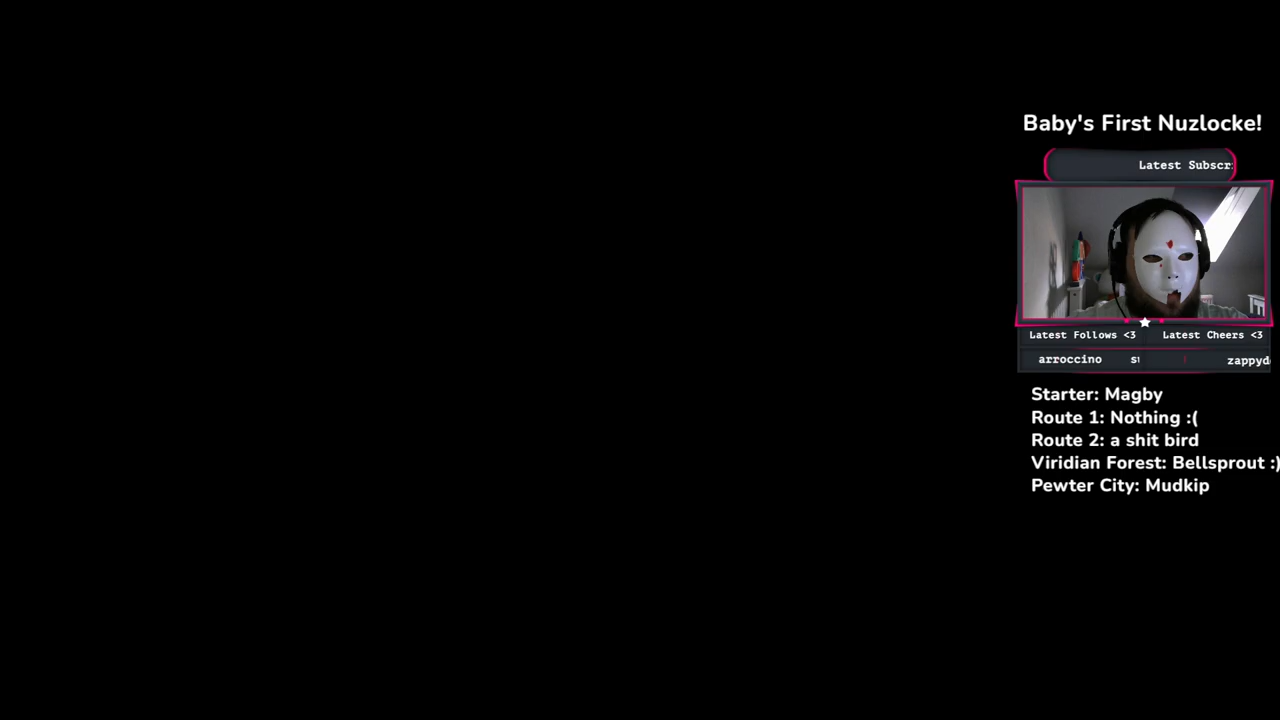 Baby's First Nuzlocke!
Latest Subscr
Latest Follows <3
Latest Cheers <3
arroccino
zappyd
Starter: Magby
Route 1: Nothing :(
Route 2: a shit bird
Viridian Forest: Bellsprout :)
Pewter City: Mudkip